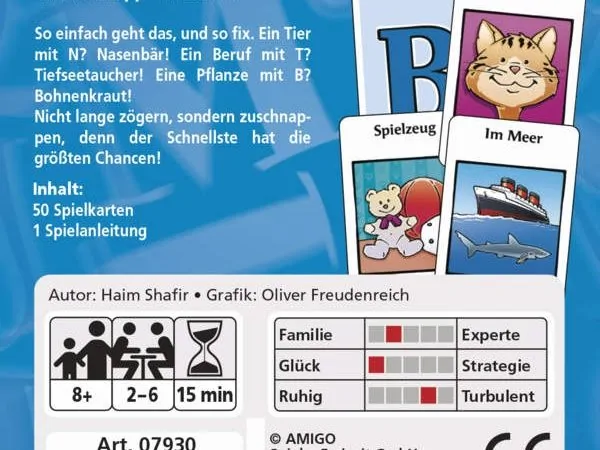 So einfach geht das, und so fix. Ein Tier
mit N? Nasenbär! Ein Beruf mit T?
Tiefseetaucher! Eine Pflanze mit B?
Bohnenkraut!
Nicht lange zögern, sondern zuschnap-
pen, denn der Schnellste hat die
größten Chancen!
Inhalt:
50 Spielkarten
1 Spielanleitung
B
Spielzeug
Im Meer
Autor: Haim Shafir • Grafik: Oliver Freudenreich
8+
2–6
15 min
Familie Experte
Glück Strategie
Ruhig Turbulent
Art. 07930
© AMIGO
CE